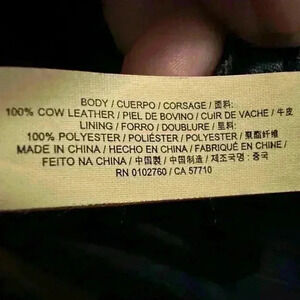 BODY / CUERPO / CORSAGE / 面料:
100% COW LEATHER / PIEL DE BOVINO / CUIR DE VACHE / 牛皮
LINING / FORRO / DOUBLURE / 里料:
100% POLYESTER / POLIÉSTER / POLYESTER / 聚酯纤维
MADE IN CHINA / HECHO EN CHINA / FABRIQUÉ EN CHINE /
FEITO NA CHINA / 中国製 / 中国制造 / 제조국명 : 중국
RN 0102760 / CA 57710